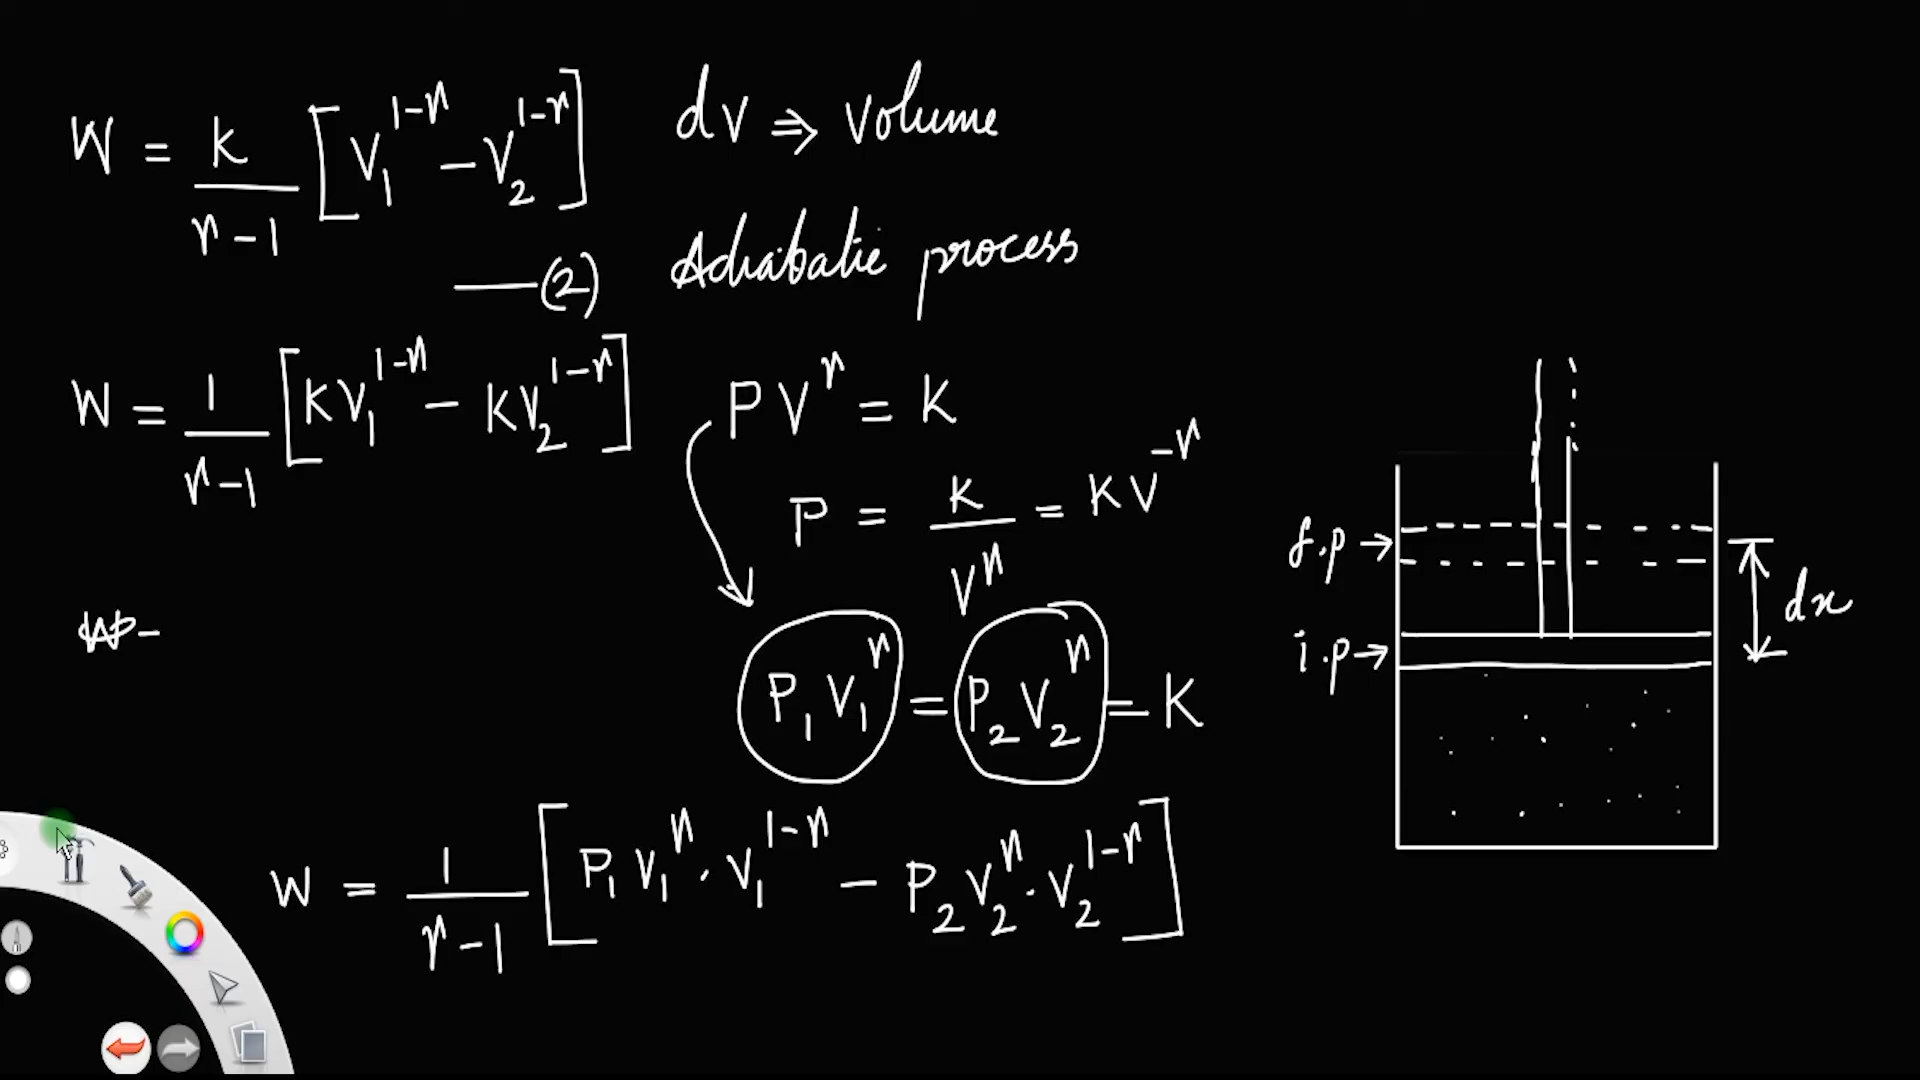 W = k/(r-1) [V₁^(1-r) - V₂^(1-r)]
—(2)
W = 1/(r-1) [KV₁^(1-r) - KV₂^(1-r)]
dv ⇒ Volume
Adiabatic process
PV^r = K
P = K/V^r = KV^(-r)
P₁V₁^r = P₂V₂^r = K
W = 1/(r-1) [P₁V₁^r · V₁^(1-r) - P₂V₂^r · V₂^(1-r)]
f.p →
i.p →
dx